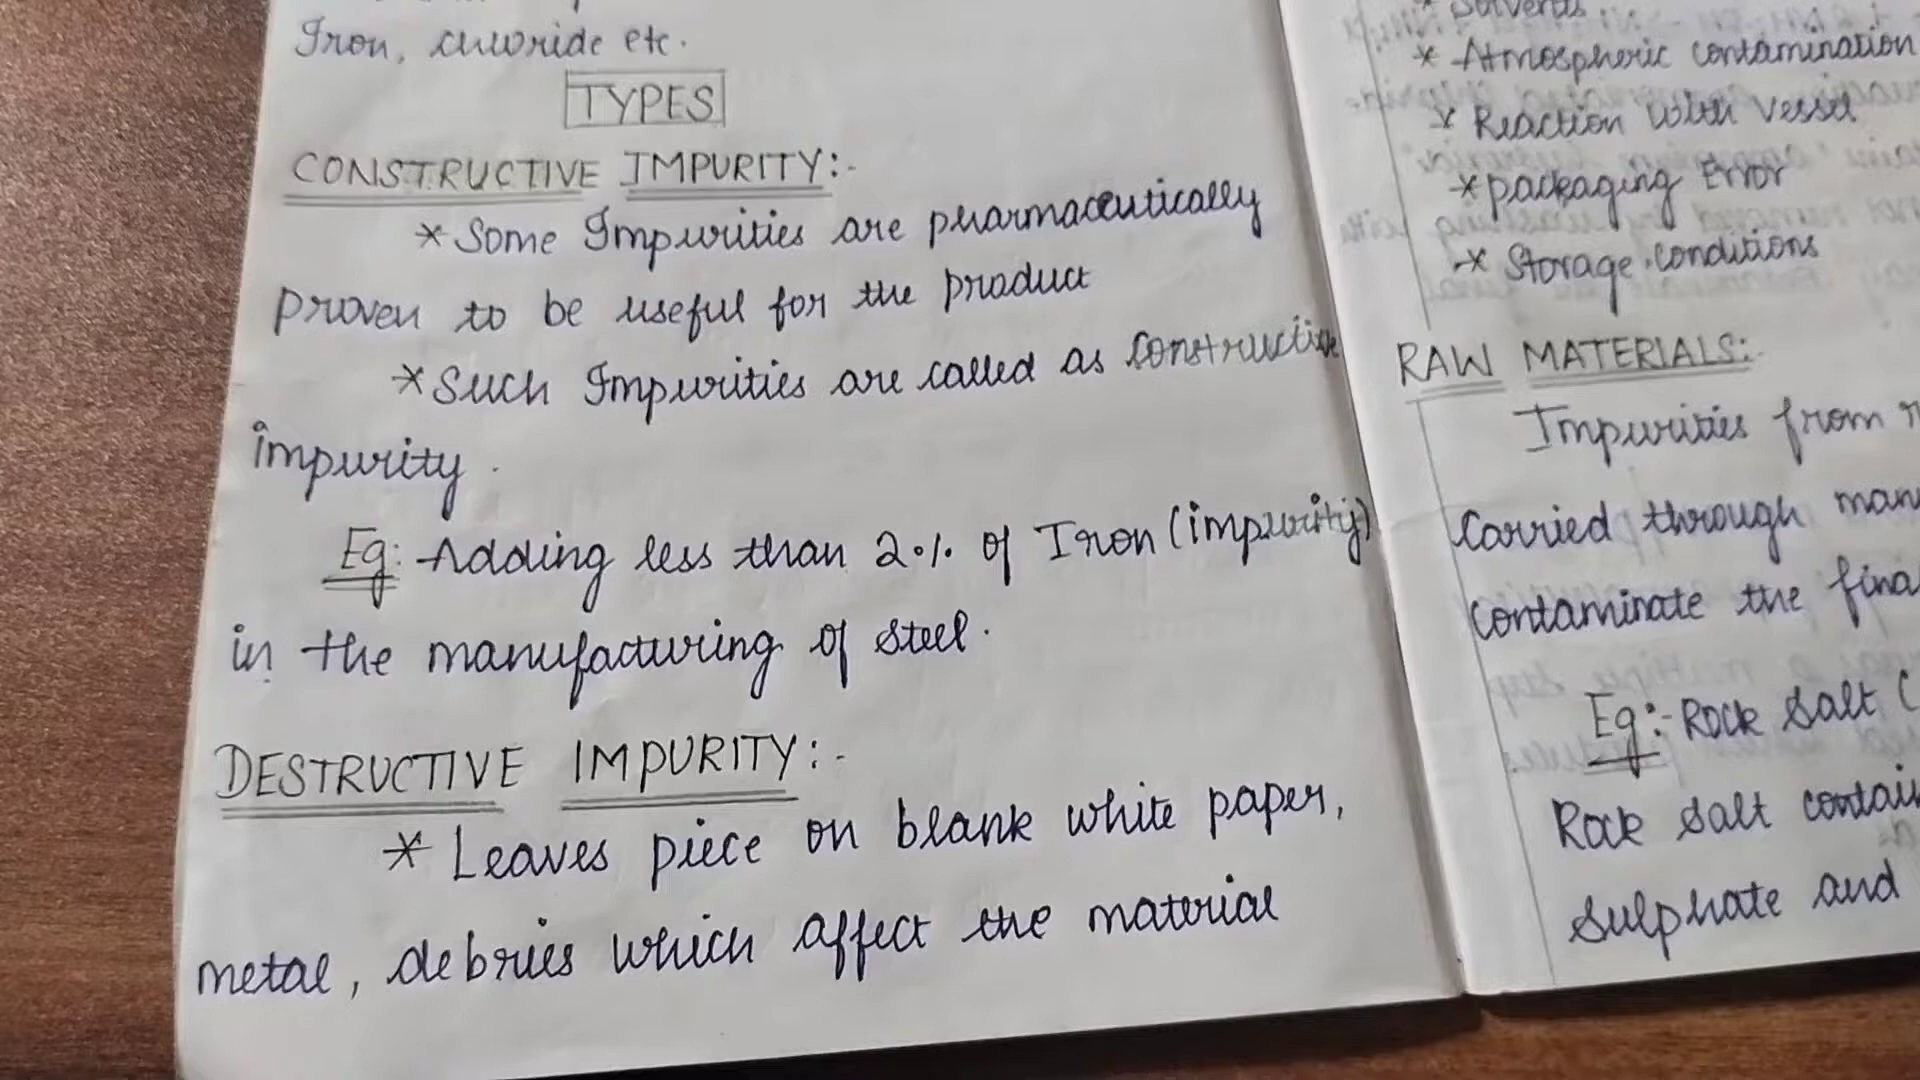 Iron, chloride etc.
TYPES
CONSTRUCTIVE IMPURITY:-
* Some Impurities are pharmaceutically
proven to be useful for the product
* Such Impurities are called as constructive
impurity.
Eg: Adding less than 2% of Iron (impurity)
in the manufacturing of steel.
DESTRUCTIVE IMPURITY:-
* Leaves piece on blank white paper,
metal, debries which affect the material
* Solvents
* Atmospheric contamination
* Reaction with vessel
* packaging Error
* Storage conditions
RAW MATERIALS:-
Impurities from
Carried through
contaminate the
Eg:- Rock Salt (
Rock Salt
Sulphate and